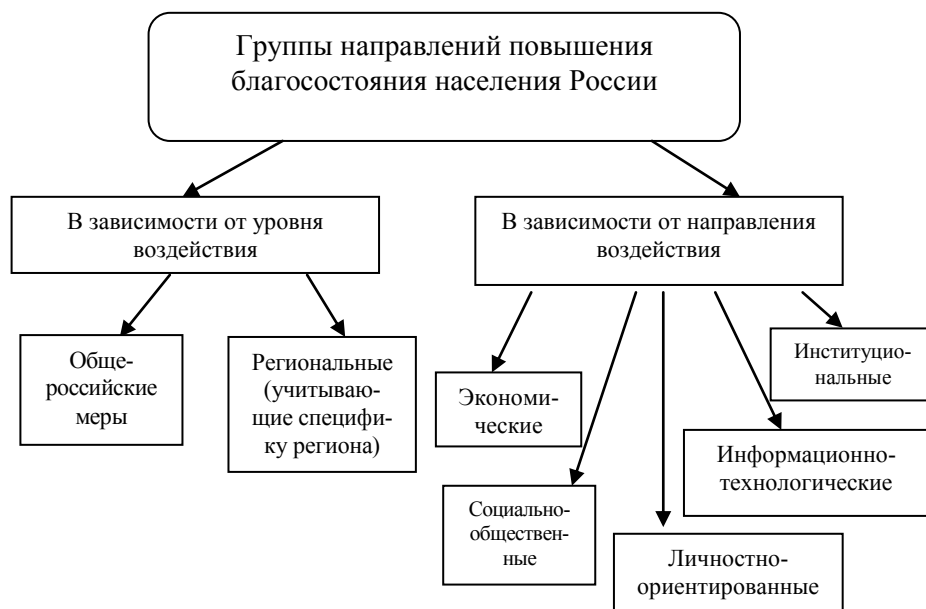 Группы направлений повышения
благосостояния населения России
В зависимости от уровня
воздействия
В зависимости от направления
воздействия
Обще-
российские
меры
Региональные
(учитываю-
щие специфи-
ку региона)
Экономи-
ческие
Социально-
общественные-
ные
Личностно-
ориентированные
Информационно-
технологические
Институцио-
нальные